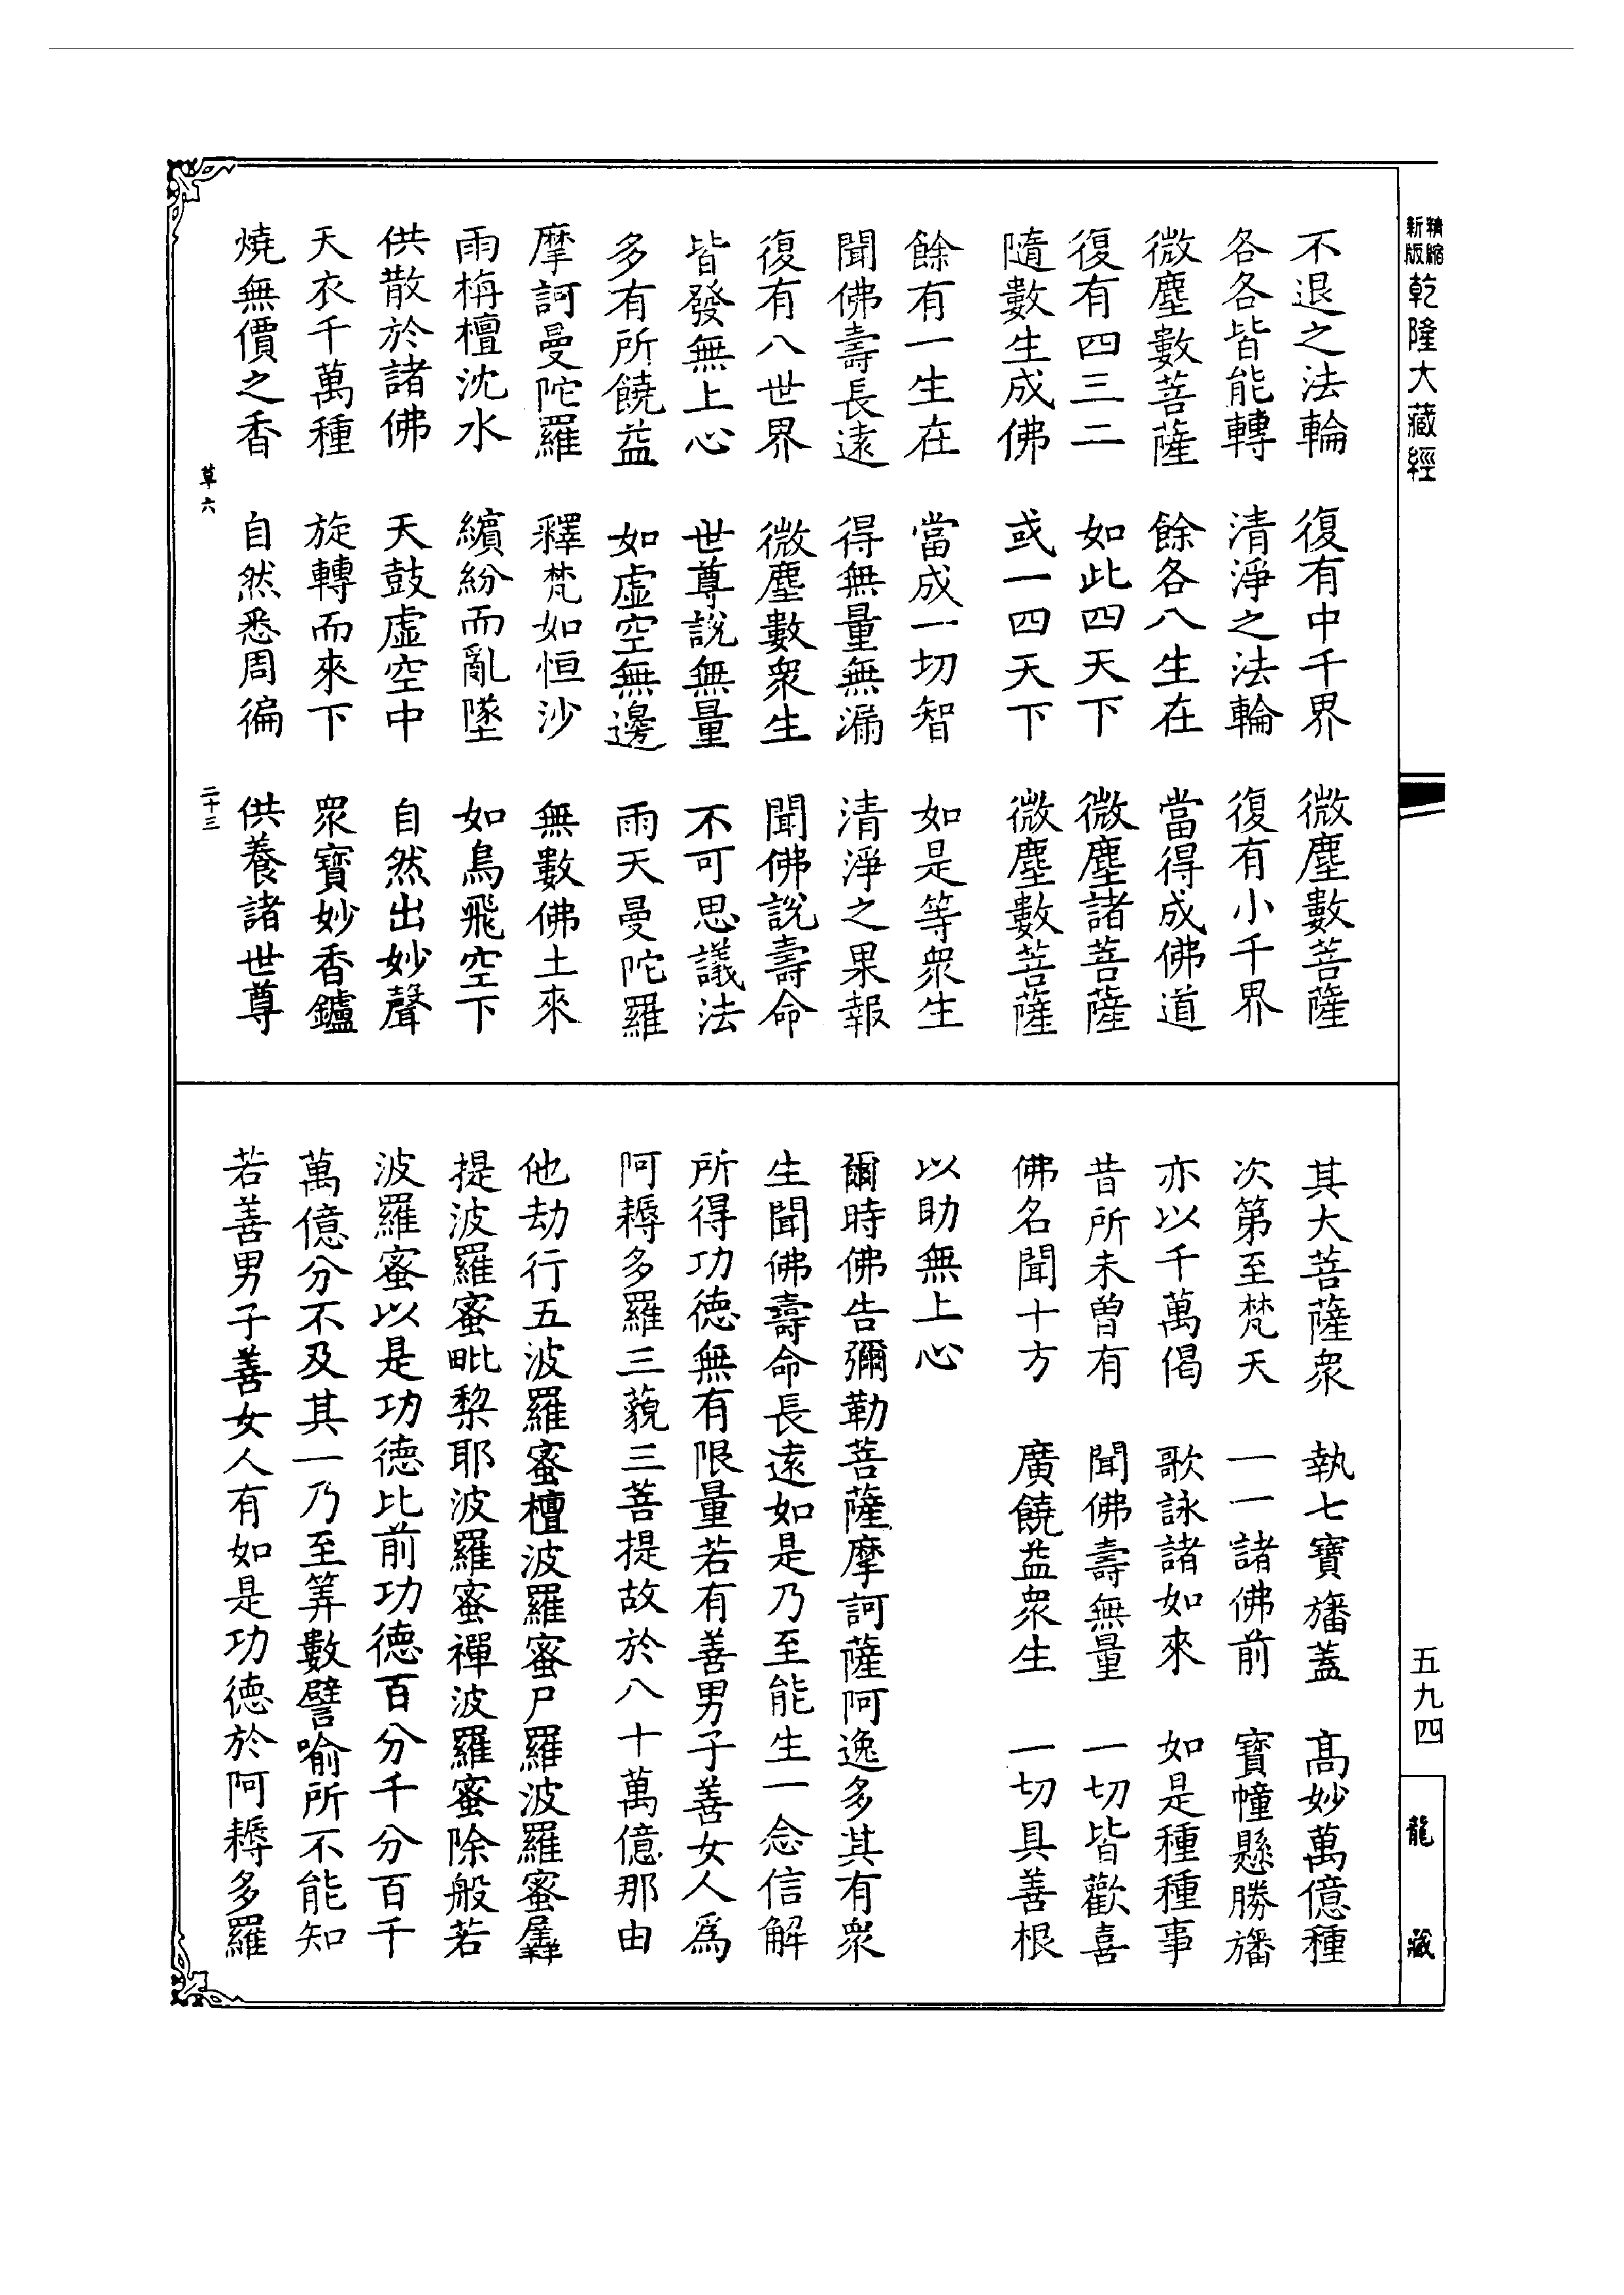 新版精縮乾隆大藏經
五九四
龍藏
不退之法輪　復有中千界　微塵數菩薩
各各皆能轉　清淨之法輪　復有小千界
微塵數菩薩　餘各八生在　當得成佛道
復有四三二　如此四天下　微塵諸菩薩
隨數生成佛　或一四天下　微塵數菩薩
餘有一生在　當成一切智　如是等衆生
聞佛壽長遠　得無量無漏　清淨之果報
復有八世界　微塵數衆生　聞佛說壽命
皆發無上心　世尊說無量　不可思議法
多有所饒益　如虛空無邊　雨天曼陀羅
摩訶曼陀羅　釋梵如恒沙　無數佛土來
雨栴檀沈水　繽紛而亂墜　如鳥飛空下
供散於諸佛　天鼓虛空中　自然出妙聲
天衣千萬種　旋轉而來下　眾寶妙香鑪
燒無價之香　自然悉周徧　供養諸世尊
草六　二十三
其大菩薩衆　執七寶旛蓋　高妙萬億種
次第至梵天　一一諸佛前　寶幢懸勝旛
亦以千萬偈　歌詠諸如來　如是種種事
昔所未曾有　聞佛壽無量　一切皆歡喜
佛名聞十方　廣饒益衆生　一切具善根
以助無上心
爾時佛告彌勒菩薩摩訶薩阿逸多其有衆
生聞佛壽命長遠如是乃至能生一念信解
所得功德無有限量若有善男子善女人爲
阿耨多羅三藐三菩提故於八十萬億那由
他劫行五波羅蜜檀波羅蜜尸羅波羅蜜羼
提波羅蜜毗棃耶波羅蜜禪波羅蜜除般若
波羅蜜以是功德比前功德百分千分百千
萬億分不及其一乃至筭數譬喻所不能知
若善男子善女人有如是功德於阿耨多羅